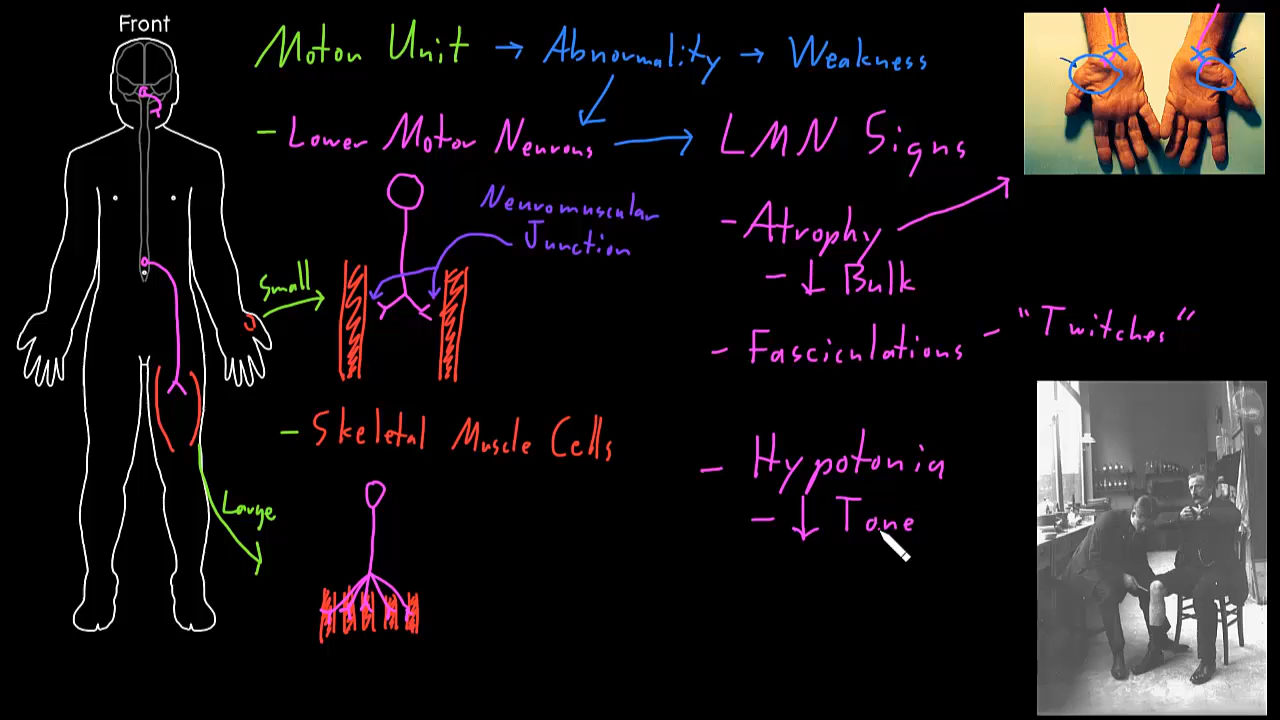 Front
Motor Unit → Abnormality → Weakness
- Lower Motor Neurons → LMN Signs
Neuromuscular
Junction
Small
- Atrophy
- ↓ Bulk
- Fasciculations - "Twitches"
- Skeletal Muscle Cells
- Hypotonia
- ↓ Tone
Large